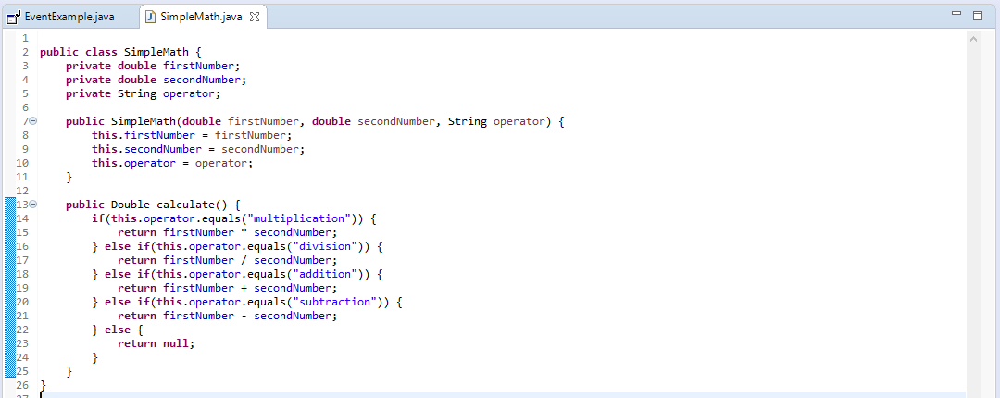 EventExample.java SimpleMath.java
1
2 public class SimpleMath {
3     private double firstNumber;
4     private double secondNumber;
5     private String operator;
6
7     public SimpleMath(double firstNumber, double secondNumber, String operator) {
8         this.firstNumber = firstNumber;
9         this.secondNumber = secondNumber;
10         this.operator = operator;
11     }
12
13     public Double calculate() {
14         if(this.operator.equals("multiplication")) {
15             return firstNumber * secondNumber;
16         } else if(this.operator.equals("division")) {
17             return firstNumber / secondNumber;
18         } else if(this.operator.equals("addition")) {
19             return firstNumber + secondNumber;
20         } else if(this.operator.equals("subtraction")) {
21             return firstNumber - secondNumber;
22         } else {
23             return null;
24         }
25     }
26 }
27